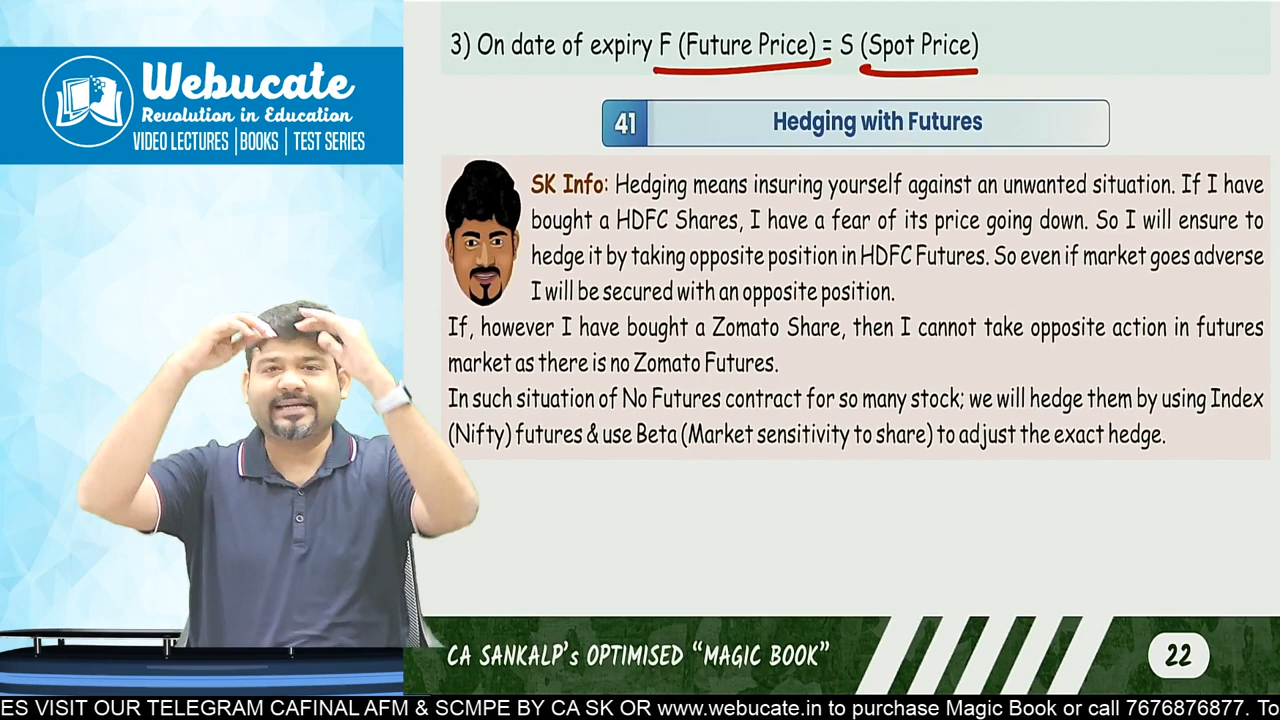 Webucate
Revolution in Education
VIDEO LECTURES | BOOKS | TEST SERIES
3) On date of expiry F (Future Price) = S (Spot Price)
41 Hedging with Futures
SK Info: Hedging means insuring yourself against an unwanted situation. If I have
bought a HDFC Shares, I have a fear of its price going down. So I will ensure to
hedge it by taking opposite position in HDFC Futures. So even if market goes adverse
I will be secured with an opposite position.
If, however I have bought a Zomato Share, then I cannot take opposite action in futures
market as there is no Zomato Futures.
In such situation of No Futures contract for so many stock; we will hedge them by using Index
(Nifty) futures & use Beta (Market sensitivity to share) to adjust the exact hedge.
CA SANKALP's OPTIMISED "MAGIC BOOK"
22
ES VISIT OUR TELEGRAM CAFINAL AFM & SCMPE BY CA SK OR www.webucate.in to purchase Magic Book or call 7676876877. To